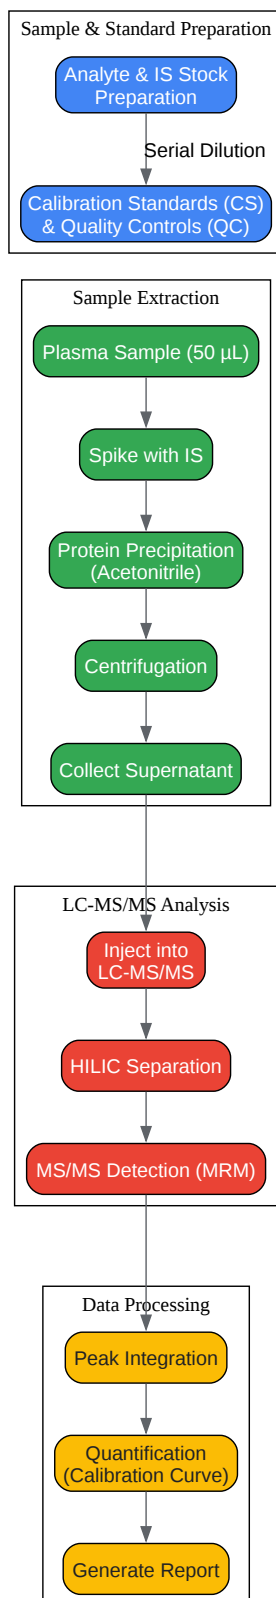 Sample & Standard Preparation
Analyte & IS Stock
Preparation
Serial Dilution
Calibration Standards (CS)
& Quality Controls (QC)
Sample Extraction
Plasma Sample (50 µL)
Spike with IS
Protein Precipitation
(Acetonitrile)
Centrifugation
Collect Supernatant
LC-MS/MS Analysis
Inject into
LC-MS/MS
HILIC Separation
MS/MS Detection (MRM)
Data Processing
Peak Integration
Quantification
(Calibration Curve)
Generate Report